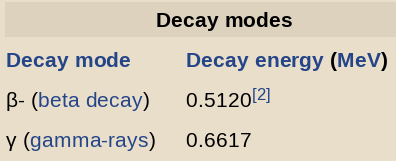 Decay modes
Decay mode Decay energy (MeV)
β- (beta decay) 0.5120[2]
γ (gamma-rays) 0.6617